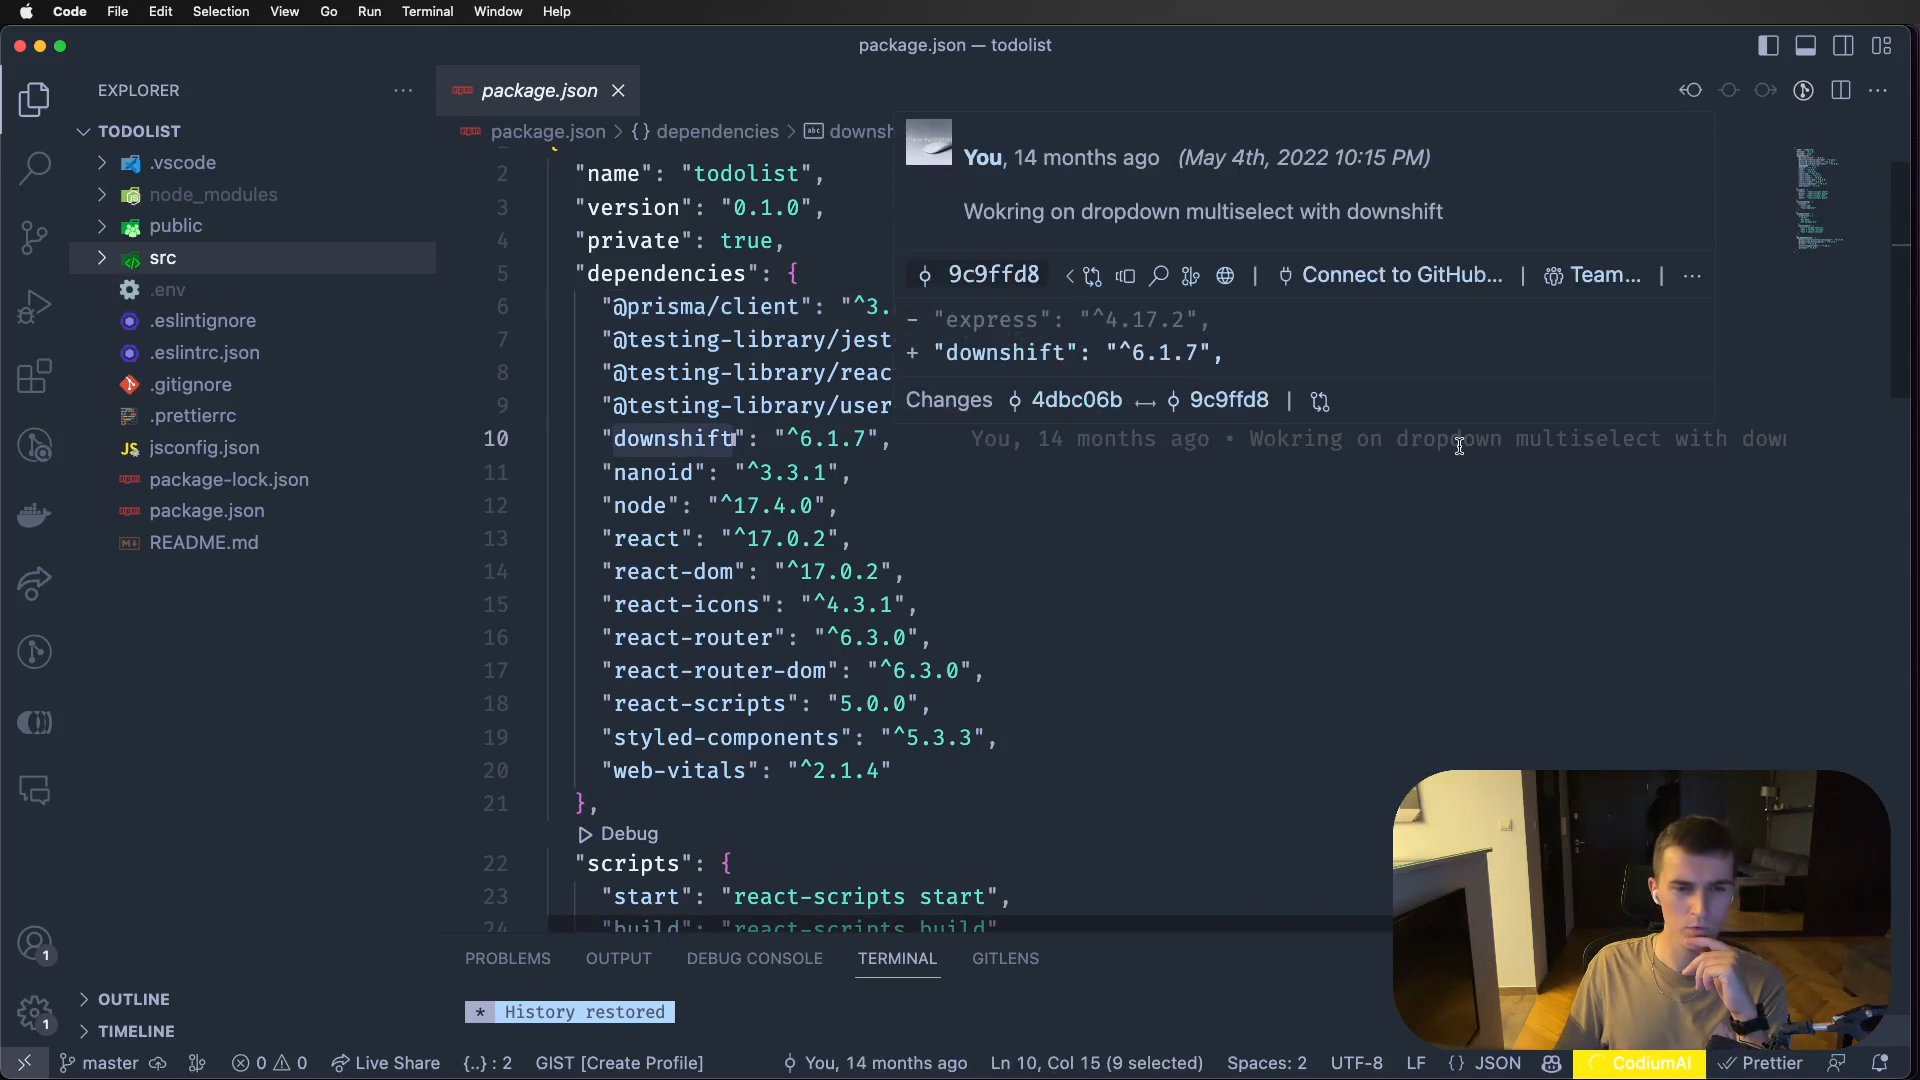 Code File Edit Selection View Go Run Terminal Window Help
package.json — todolist
EXPLORER
TODOLIST
.vscode
node_modules
public
src
.env
.eslintignore
.eslintrc.json
.gitignore
.prettierrc
JS jsconfig.json
package-lock.json
package.json
README.md
OUTLINE
TIMELINE
1
1
package.json
package.json > {} dependencies > abc downsh
2 "name": "todolist",
3 "version": "0.1.0",
4 "private": true,
5 "dependencies": {
6 "@prisma/client": "^3.
7 "@testing-library/jest
8 "@testing-library/reac
9 "@testing-library/user
10 "downshift": "^6.1.7", You, 14 months ago • Wokring on dropdown multiselect with down
11 "nanoid": "^3.3.1",
12 "node": "^17.4.0",
13 "react": "^17.0.2",
14 "react-dom": "^17.0.2",
15 "react-icons": "^4.3.1",
16 "react-router": "^6.3.0",
17 "react-router-dom": "^6.3.0",
18 "react-scripts": "5.0.0",
19 "styled-components": "^5.3.3",
20 "web-vitals": "^2.1.4"
21 },
Debug
22 "scripts": {
23 "start": "react-scripts start",
24 "build": "react-scripts build"
You, 14 months ago (May 4th, 2022 10:15 PM)
Wokring on dropdown multiselect with downshift
9c9ffd8 | Connect to GitHub... | Team... | ...
- "express": "^4.17.2",
+ "downshift": "^6.1.7",
Changes 4dbc06b ↔ 9c9ffd8 |
PROBLEMS OUTPUT DEBUG CONSOLE TERMINAL GITLENS
* History restored
master 0 0 Live Share {..} : 2 GIST [Create Profile] You, 14 months ago Ln 10, Col 15 (9 selected) Spaces: 2 UTF-8 LF {} JSON CodiumAI Prettier